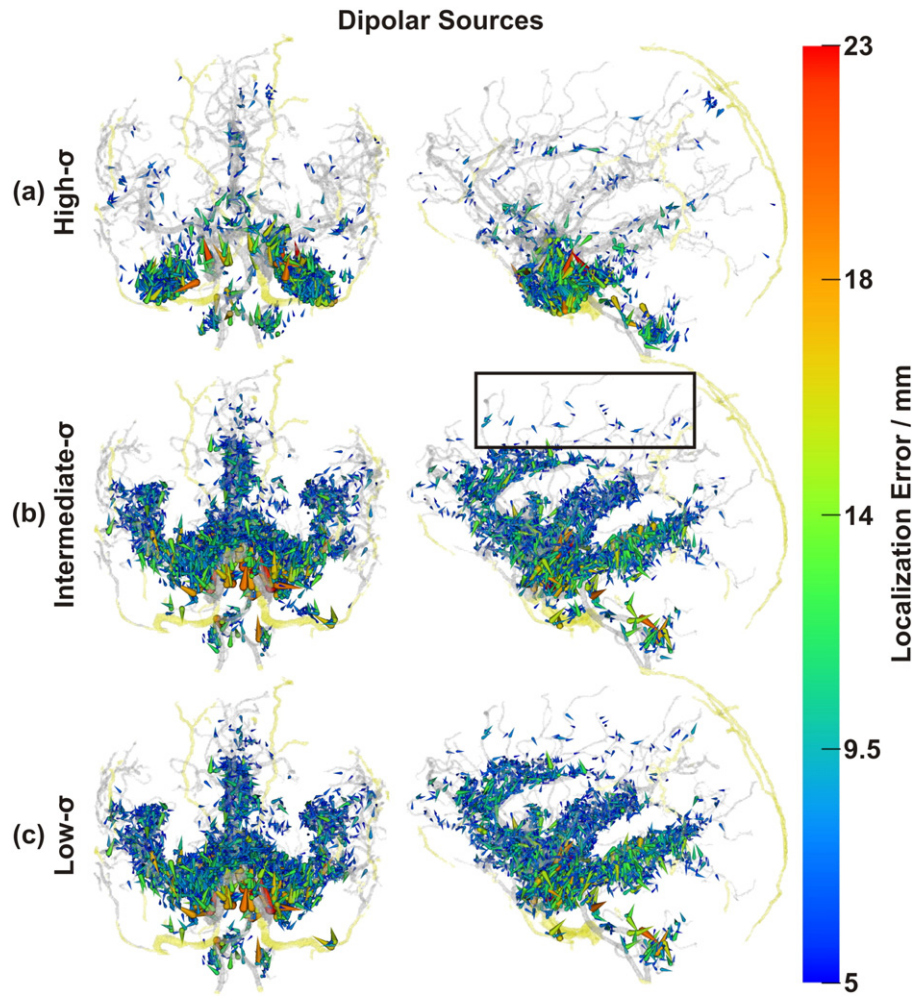 Dipolar Sources
(a) High-σ
(b) Intermediate-σ
(c) Low-σ
23
18
14
9.5
5
Localization Error / mm